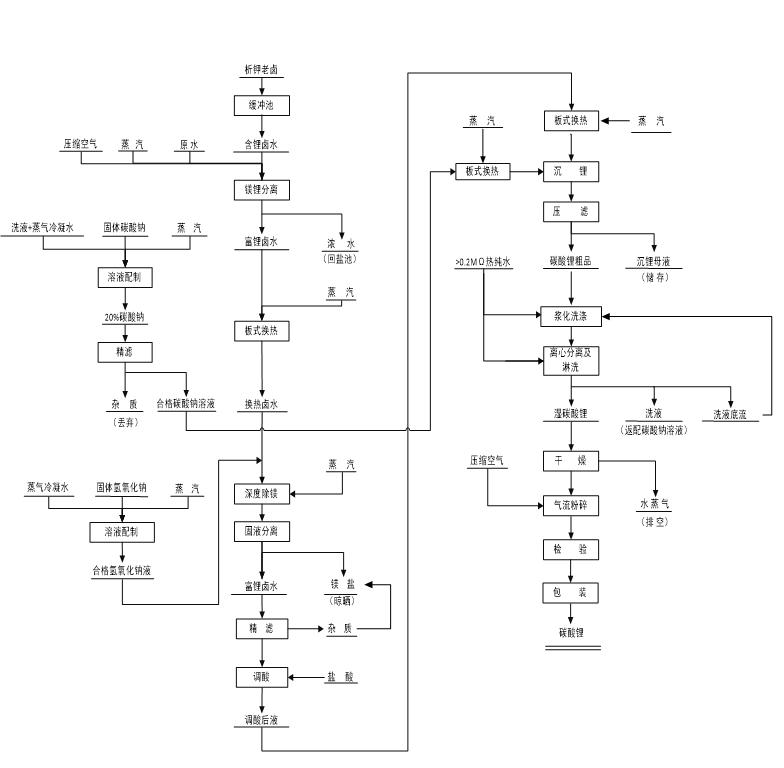 析钾老卤
缓冲池
压缩空气
蒸 汽
原水
含锂卤水
镁锂分离
洗液+蒸气冷凝水
固体碳酸钠
蒸 汽
富锂卤水
浓 水
(回盐池)
溶液配制
蒸 汽
20%碳酸钠
板式换热
精滤
杂 质
(丢弃)
合格碳酸钠溶液
换热卤水
蒸 汽
蒸气冷凝水
固体氢氧化钠
蒸 汽
深度除镁
溶液配制
固液分离
合格氢氧化钠液
富锂卤水
镁 盐
(晾晒)
精 滤
杂 质
调酸
盐 酸
调酸后液
蒸 汽
板式换热
蒸 汽
板式换热
沉 锂
压 滤
>0.2MΩ热纯水
碳酸锂粗品
沉锂母液
(储存)
浆化洗涤
离心分离及
淋洗
湿碳酸锂
洗液
(返配碳酸钠溶液)
洗液底流
压缩空气
干 燥
气流粉碎
水蒸气
(排空)
检 验
包 装
碳酸锂